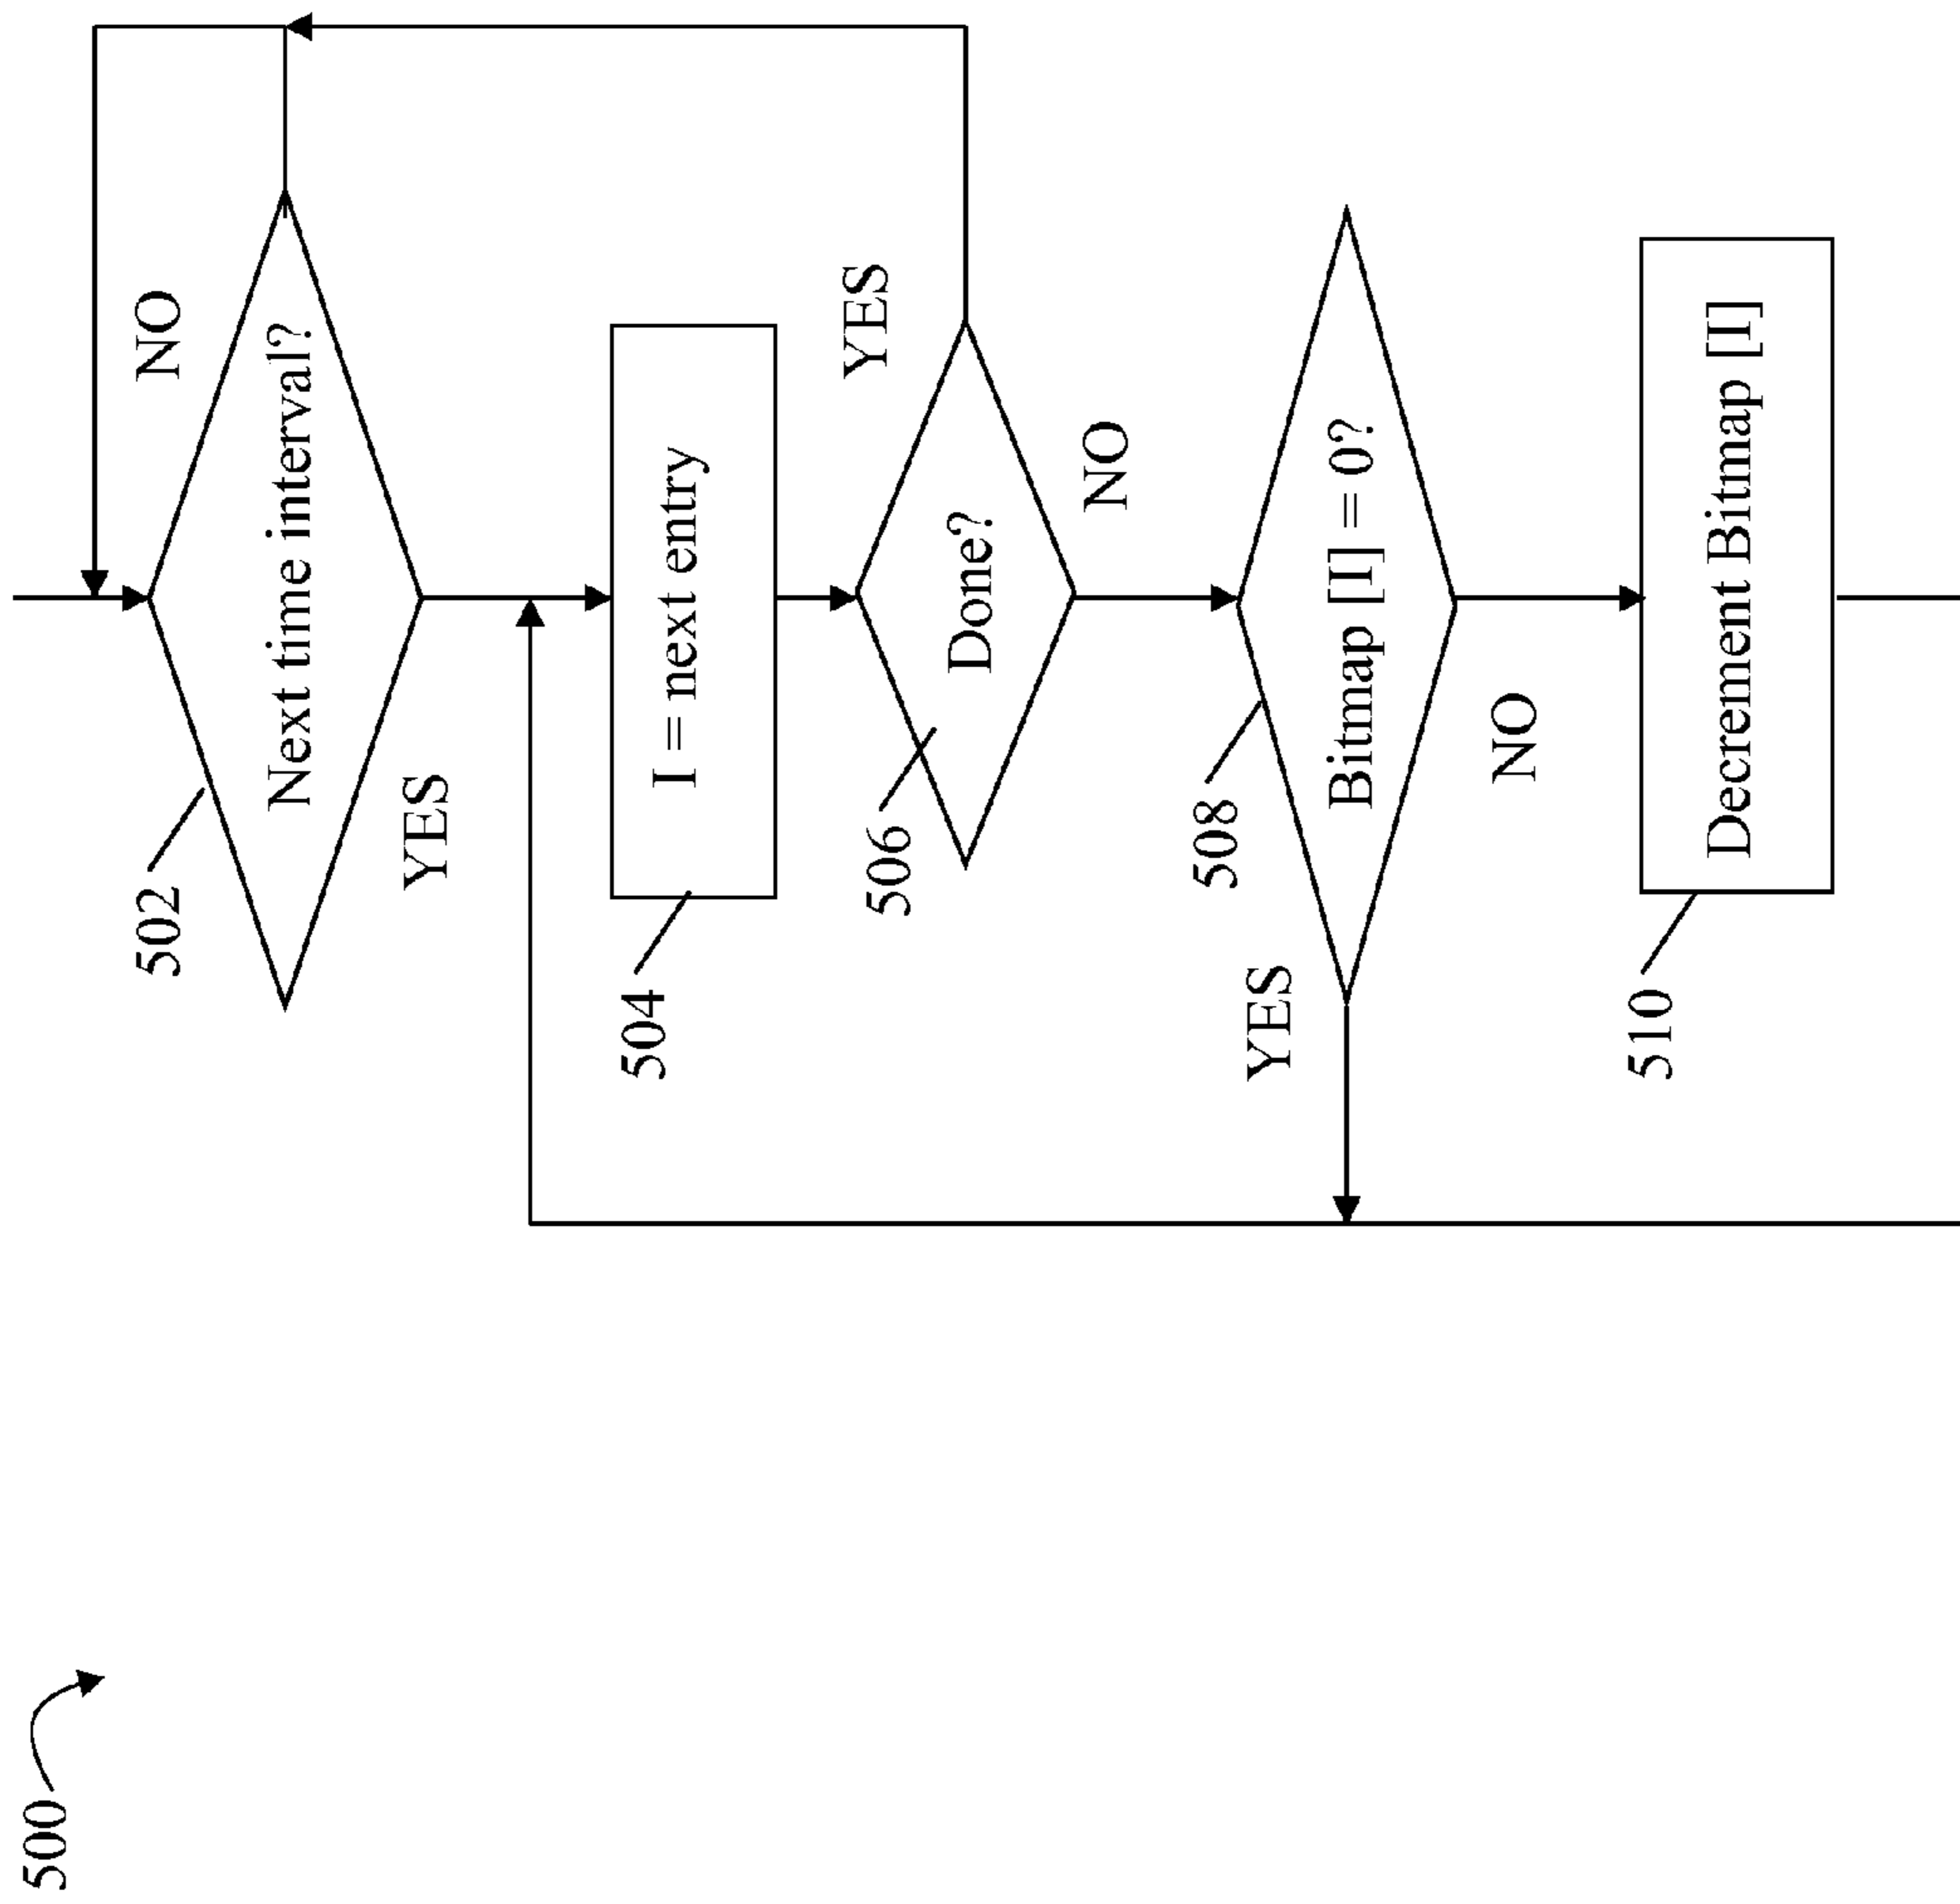 500
502
Next time interval?
NO
YES
504
I = next entry
506
Done?
YES
NO
508
Bitmap [I] = 0?
YES
NO
510
Decrement Bitmap [I]